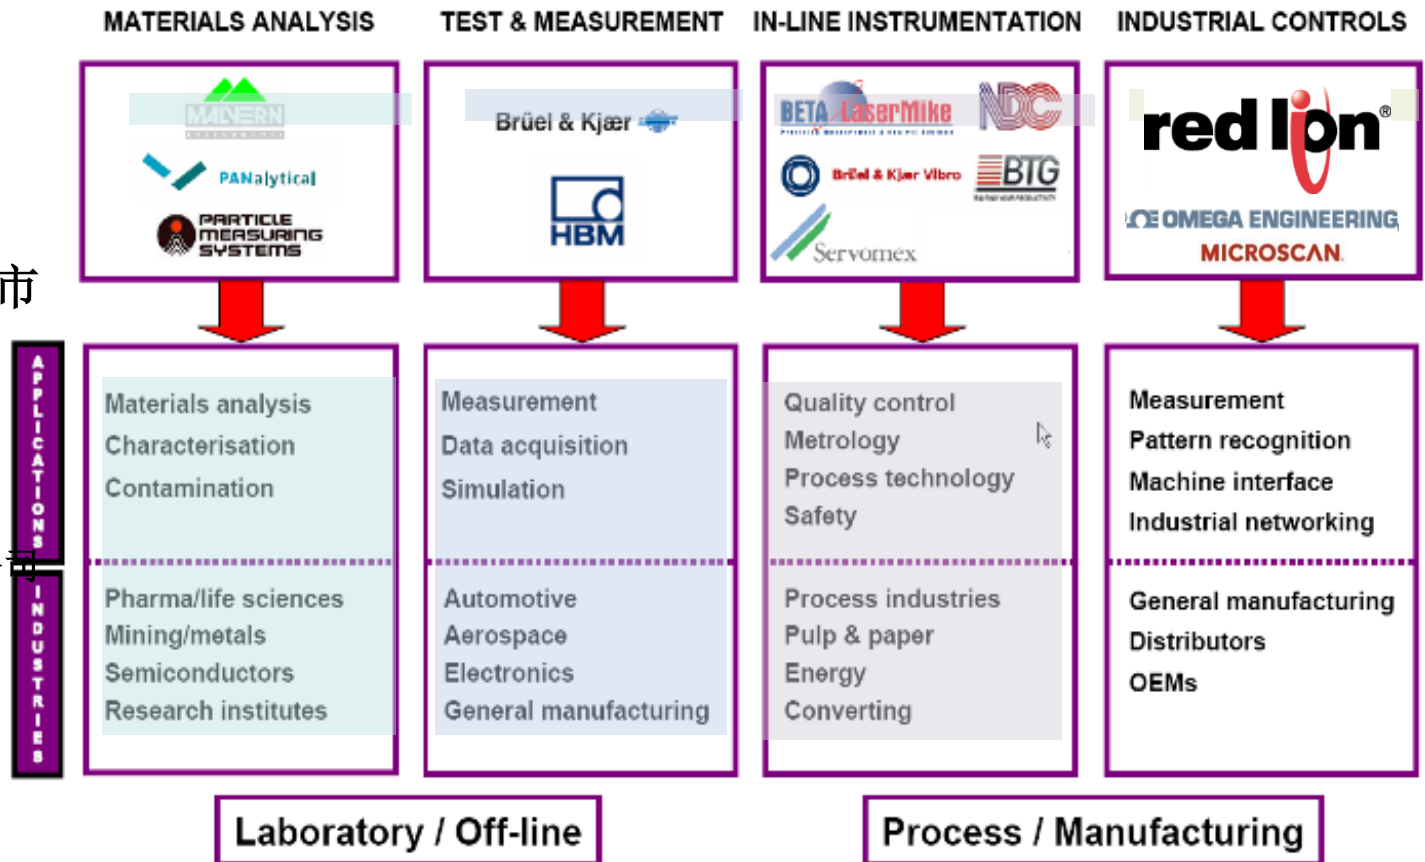 MATERIALS ANALYSIS
TEST & MEASUREMENT
IN-LINE INSTRUMENTATION
INDUSTRIAL CONTROLS
MALVERN
PANalytical
PARTICLE
MEASURING
SYSTEMS
Brüel & Kjær
HBM
BETA LaserMike
NDC
Brüel & Kjær Vibro
BTG
Servomex
red lion®
OMEGA ENGINEERING
MICROSCAN.
市
司
APPLICATIONS
Materials analysis
Characterisation
Contamination
Measurement
Data acquisition
Simulation
Quality control
Metrology
Process technology
Safety
Measurement
Pattern recognition
Machine interface
Industrial networking
INDUSTRIES
Pharma/life sciences
Mining/metals
Semiconductors
Research institutes
Automotive
Aerospace
Electronics
General manufacturing
Process industries
Pulp & paper
Energy
Converting
General manufacturing
Distributors
OEMs
Laboratory / Off-line
Process / Manufacturing